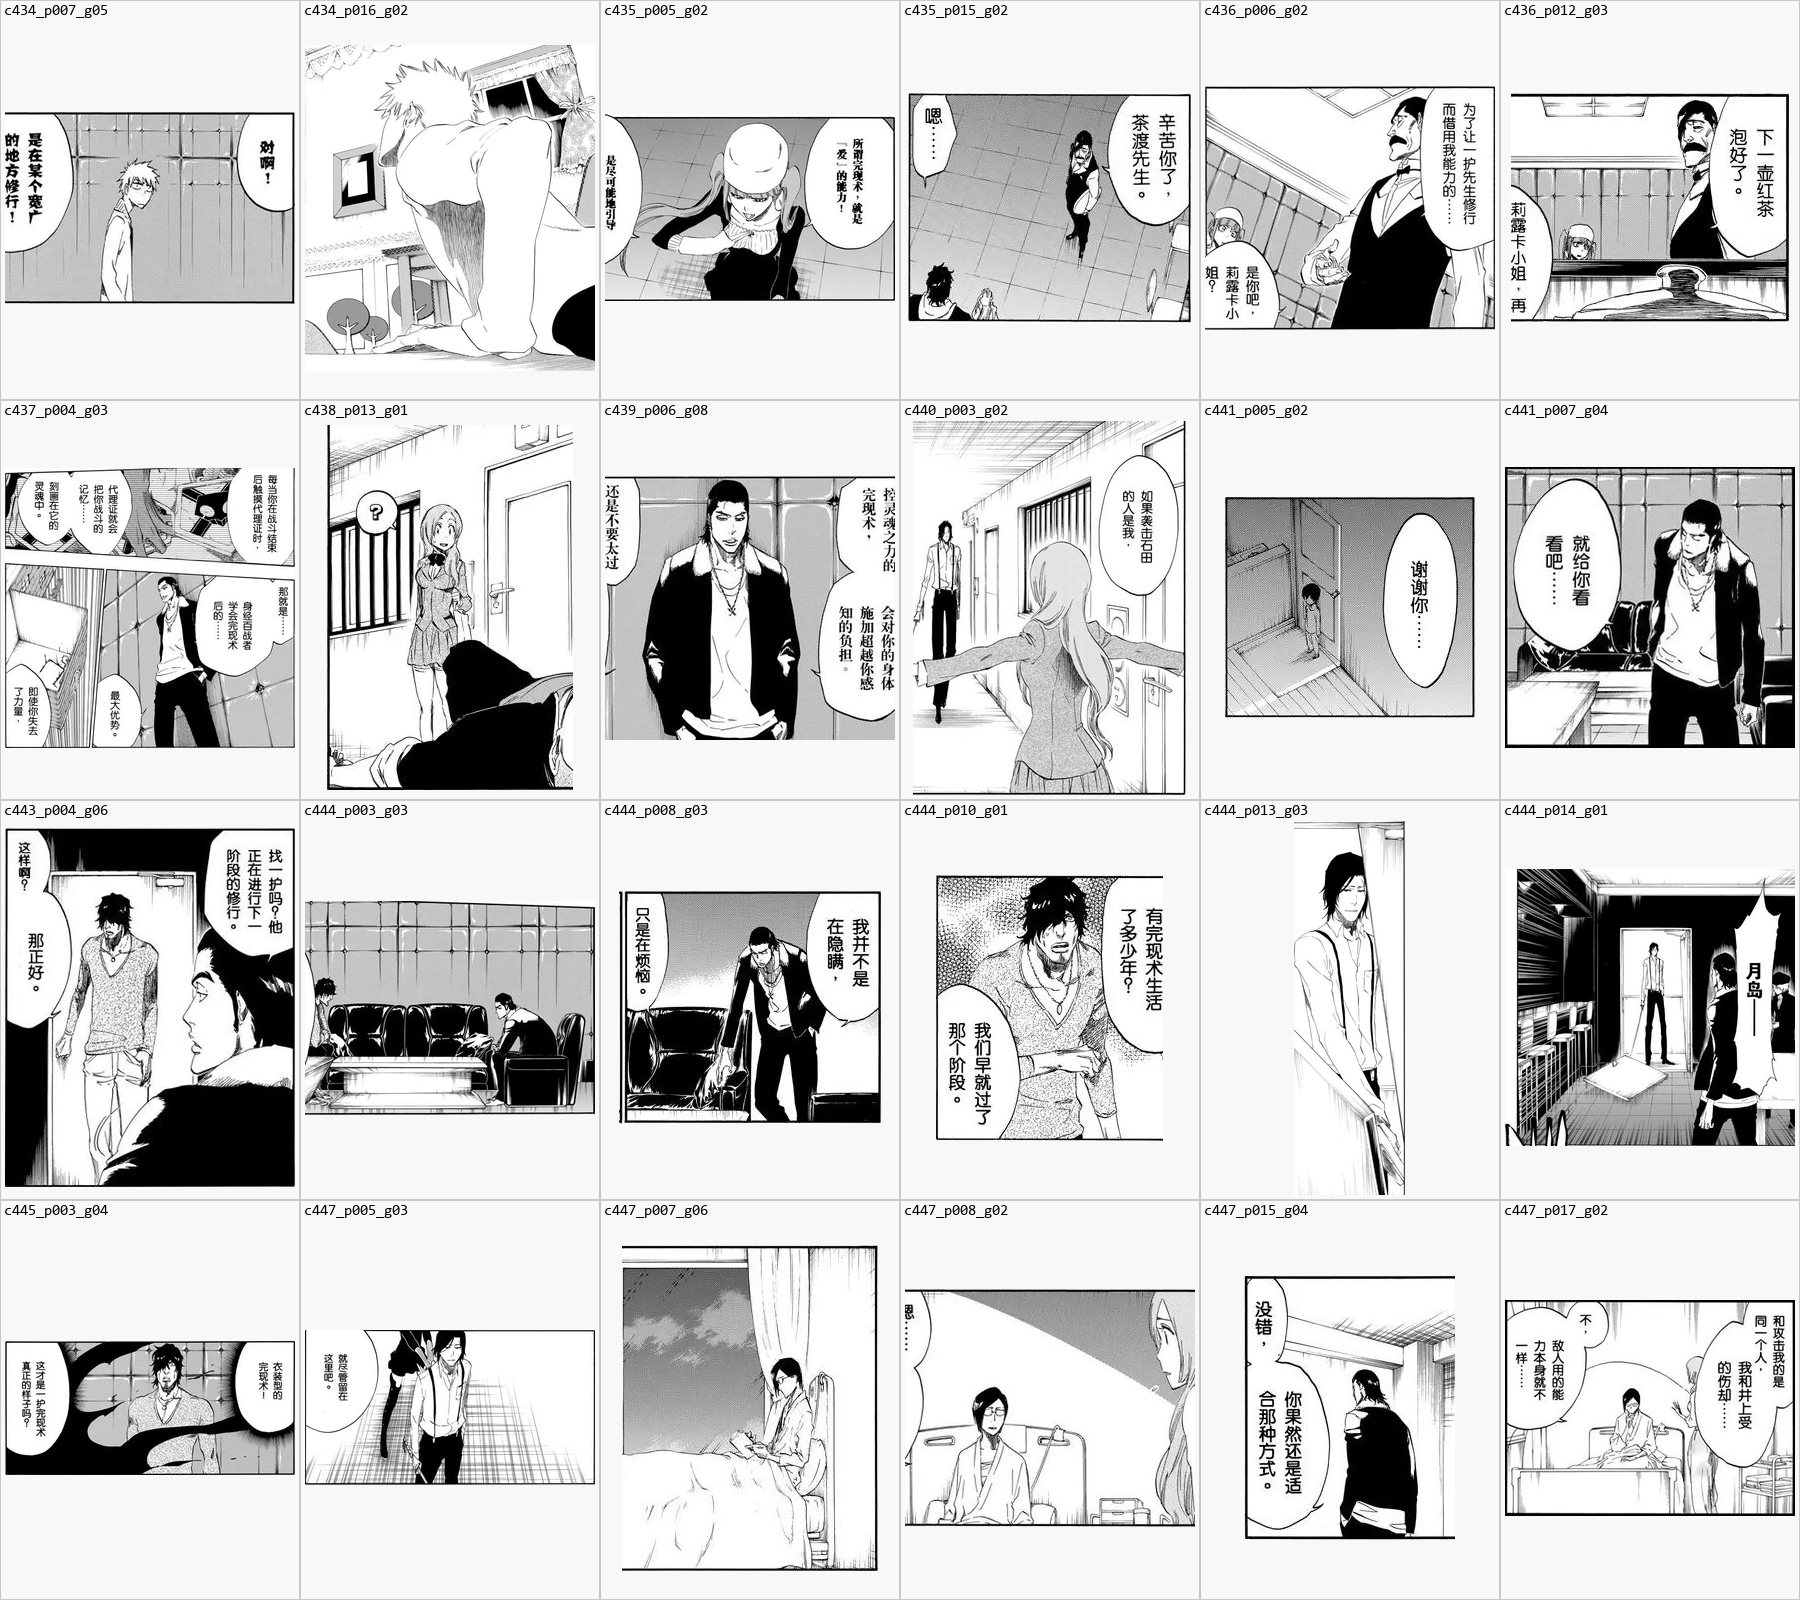 c434_p007_g05
对啊！
是在某个宽广
的地方修行！
c434_p016_g02
c435_p005_g02
所谓完现术，就是
『爱』的能力！
是尽可能地引导
c435_p015_g02
辛苦你了，
茶渡先生。
嗯……
c436_p006_g02
为了让一护先生修行
而借用我能力的……
是你吧，
莉露卡小
姐？
c436_p012_g03
下一壶红茶
泡好了。
莉露卡小姐，再
c437_p004_g03
每当你在战斗结束
后触摸代理证时，
代理证就会
把你战斗的
记忆……
刻画在它的
灵魂中。
那就是……
身经百战者
学会完现术
后的……
最大优势。
即使你失去
了力量，
c438_p013_g01
?
c439_p006_g08
控灵魂之力的
完现术，
会对你的身体
施加超越你感
知的负担。
还是不要太过
c440_p003_g02
如果袭击石田
的人是我，
c441_p005_g02
谢谢你……
c441_p007_g04
就给你看
看吧……
c443_p004_g06
找一护吗？他
正在进行下一
阶段的修行。
这样啊？
那正好。
c444_p003_g03
c444_p008_g03
我并不是
在隐瞒，
只是在烦恼。
c444_p010_g01
有完现术生活
了多少年？
我们早就过了
那个阶段。
c444_p013_g03
c444_p014_g01
月岛——
c445_p003_g04
衣装型的
完现术！
这才是一护完现术
真正的样子吗？
c447_p005_g03
就尽管留在
这里吧。
c447_p007_g06
c447_p008_g02
嗯……
c447_p015_g04
没错，
你果然还是适
合那种方式。
c447_p017_g02
和攻击我的是
同一个人，
我和井上受
的伤却……
不，
敌人用的能
力本身就不
一样……